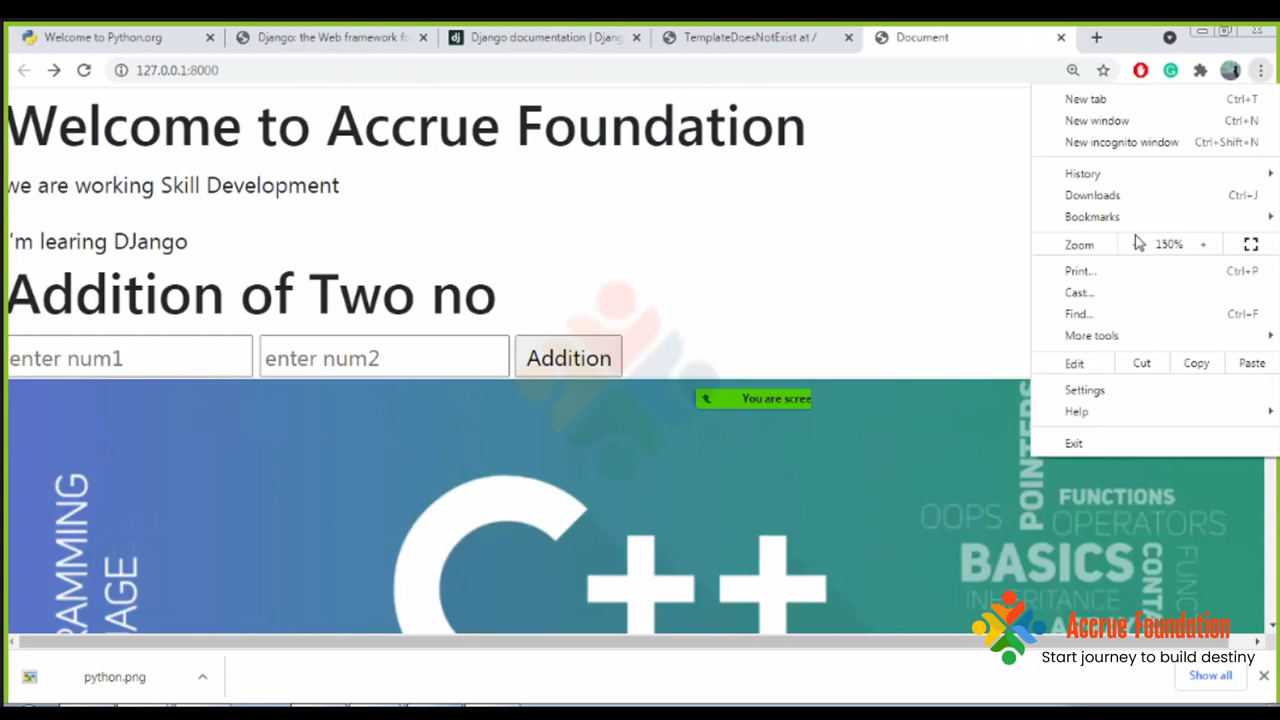 Welcome to Python.org
Django: the Web framework fo
Django documentation | Djang
TemplateDoesNotExist at /
Document
127.0.0.1:8000
Welcome to Accrue Foundation
we are working Skill Development
'm learing DJango
Addition of Two no
enter num1 enter num2 Addition
You are scree
New tab Ctrl+T
New window Ctrl+N
New incognito window Ctrl+Shift+N
History
Downloads Ctrl+J
Bookmarks
Zoom 150% +
Print... Ctrl+P
Cast...
Find... Ctrl+F
More tools
Edit Cut Copy Paste
Settings
Help
Exit
RAMMING
AGE
C++
POINTERS
FUNCTIONS
OOPS
OPERATORS
BASICS
CONTA
FUNC
INHERITANCE
Accrue Foundation
Start journey to build destiny
python.png
Show all